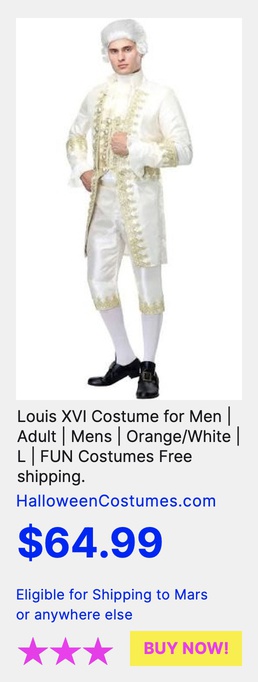 Louis XVI Costume for Men |
Adult | Mens | Orange/White |
L | FUN Costumes Free
shipping.
HalloweenCostumes.com
$64.99
Eligible for Shipping to Mars
or anywhere else
BUY NOW!